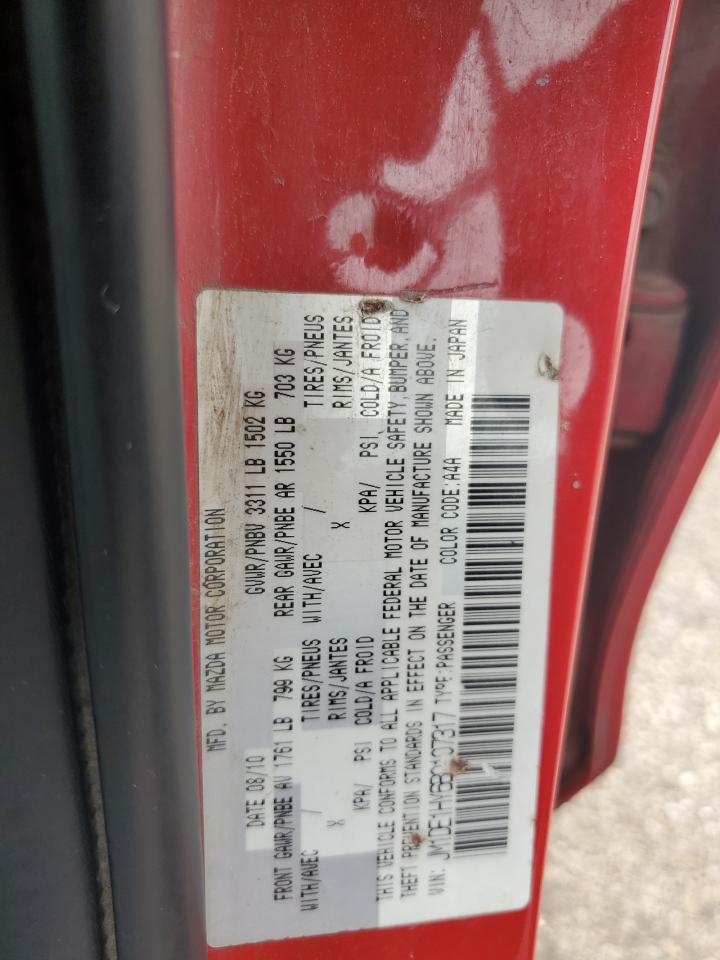 MFD. BY MAZDA MOTOR CORPORATION
DATE 08/10 GVWR/PNBV 3311 LB 1502 KG
FRONT GAWR/PNBE AV 1761 LB 799 KG REAR GAWR/PNBE AR 1550 LB 703 KG
WITH/AVEC / TIRES/PNEUS WITH/AVEC / TIRES/PNEUS
X RIMS/JANTES X RIMS/JANTES
KPA/ PSI COLD/A FROID KPA/ PSI COLD/A FROID
THIS VEHICLE CONFORMS TO ALL APPLICABLE FEDERAL MOTOR VEHICLE SAFETY, BUMPER, AND
THEFT PREVENTION STANDARDS IN EFFECT ON THE DATE OF MANUFACTURE SHOWN ABOVE.
VIN: JM1DE1HY6B0107317 TYPE:PASSENGER COLOR CODE:A4A MADE IN JAPAN